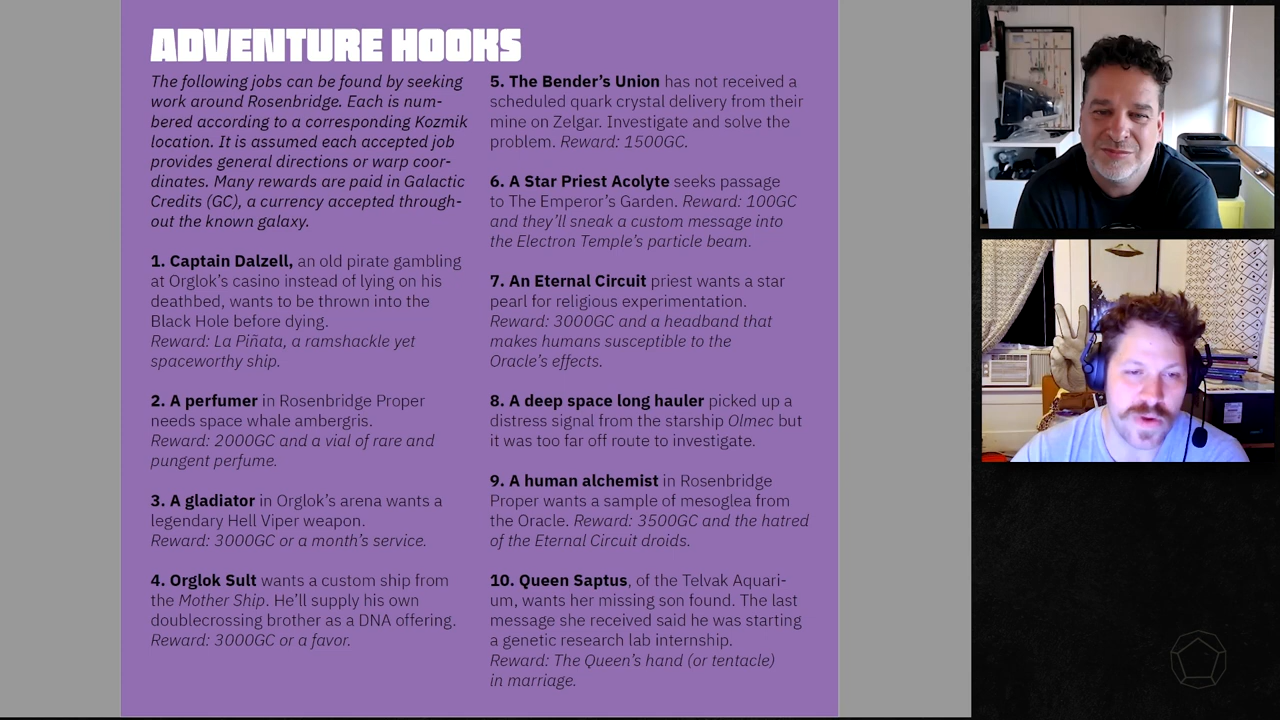 ADVENTURE HOOKS
The following jobs can be found by seeking
work around Rosenbridge. Each is num-
bered according to a corresponding Kozmik
location. It is assumed each accepted job
provides general directions or warp coor-
dinates. Many rewards are paid in Galactic
Credits (GC), a currency accepted through-
out the known galaxy.
1. Captain Dalzell, an old pirate gambling
at Orglok's casino instead of lying on his
deathbed, wants to be thrown into the
Black Hole before dying.
Reward: La Piñata, a ramshackle yet
spaceworthy ship.
2. A perfumer in Rosenbridge Proper
needs space whale ambergris.
Reward: 2000GC and a vial of rare and
pungent perfume.
3. A gladiator in Orglok's arena wants a
legendary Hell Viper weapon.
Reward: 3000GC or a month's service.
4. Orglok Sult wants a custom ship from
the Mother Ship. He'll supply his own
doublecrossing brother as a DNA offering.
Reward: 3000GC or a favor.
5. The Bender's Union has not received a
scheduled quark crystal delivery from their
mine on Zelgar. Investigate and solve the
problem. Reward: 1500GC.
6. A Star Priest Acolyte seeks passage
to The Emperor's Garden. Reward: 100GC
and they'll sneak a custom message into
the Electron Temple's particle beam.
7. An Eternal Circuit priest wants a star
pearl for religious experimentation.
Reward: 3000GC and a headband that
makes humans susceptible to the
Oracle's effects.
8. A deep space long hauler picked up a
distress signal from the starship Olmec but
it was too far off route to investigate.
9. A human alchemist in Rosenbridge
Proper wants a sample of mesoglea from
the Oracle. Reward: 3500GC and the hatred
of the Eternal Circuit droids.
10. Queen Saptus, of the Telvak Aquari-
um, wants her missing son found. The last
message she received said he was starting
a genetic research lab internship.
Reward: The Queen's hand (or tentacle)
in marriage.